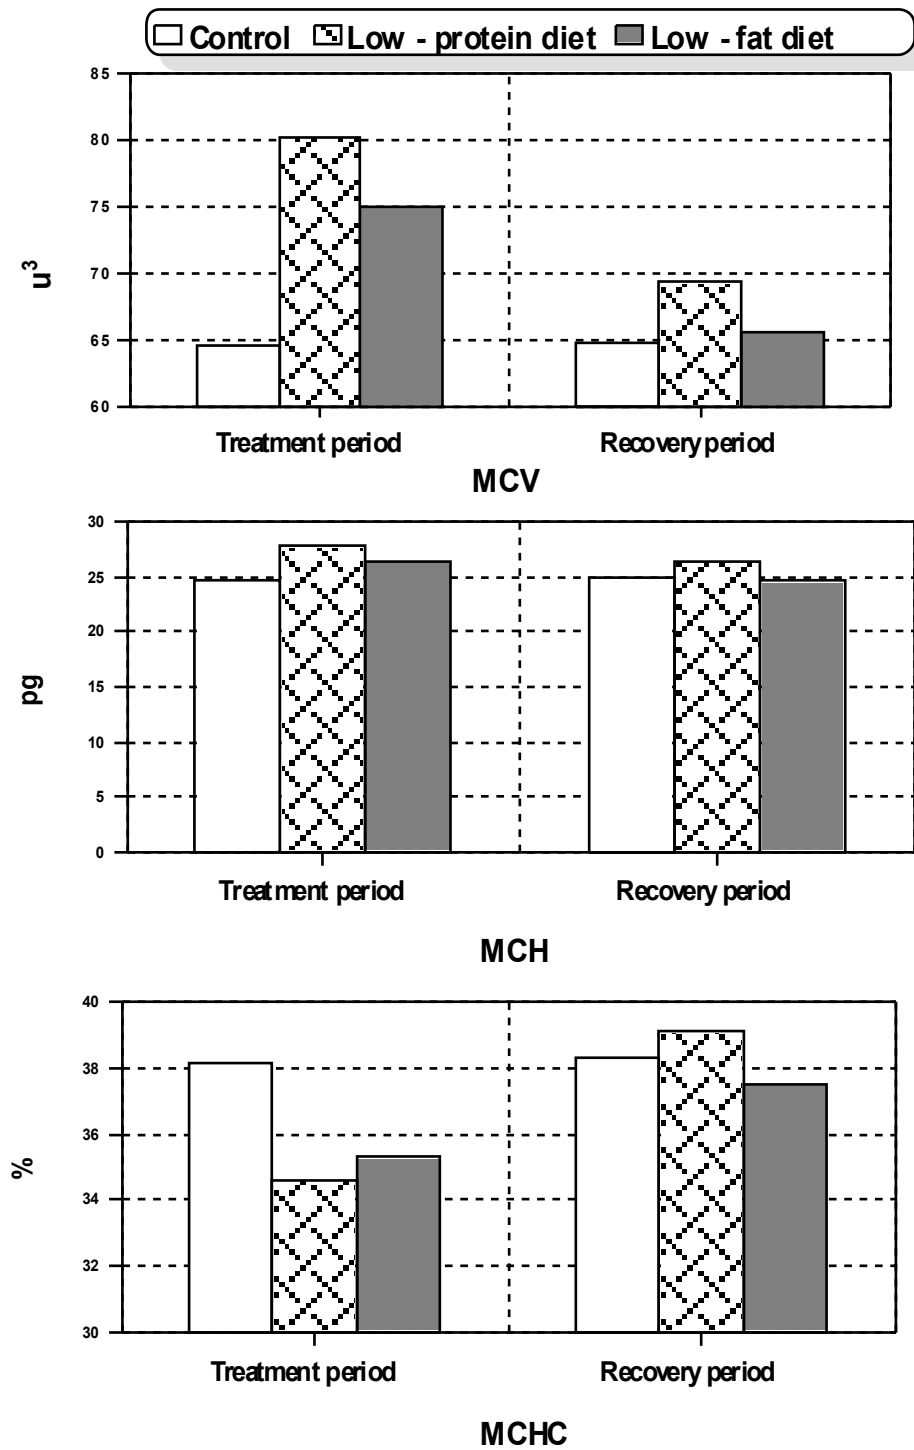 Control Low - protein diet Low - fat diet
85
80
75
70
65
60
u³
Treatment period Recovery period
MCV
30
25
20
15
10
5
0
pg
Treatment period Recovery period
MCH
40
38
36
34
32
30
%
Treatment period Recovery period
MCHC